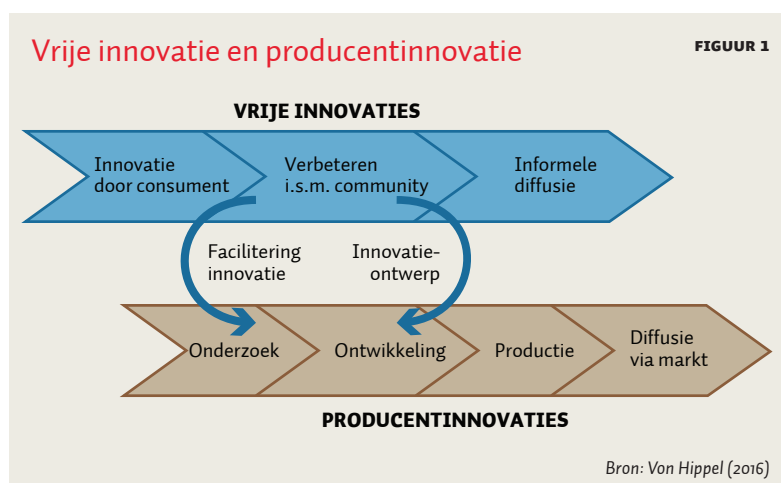 Vrije innovatie en producentinnovatie
FIGUUR 1
VRIJE INNOVATIES
Innovatie
door consument
Verbeteren
i.s.m. community
Informele
diffusie
Facilitering
innovatie
Innovatie-
ontwerp
Onderzoek
Ontwikkeling
Productie
Diffusie
via markt
PRODUCENTINNOVATIES
Bron: Von Hippel (2016)